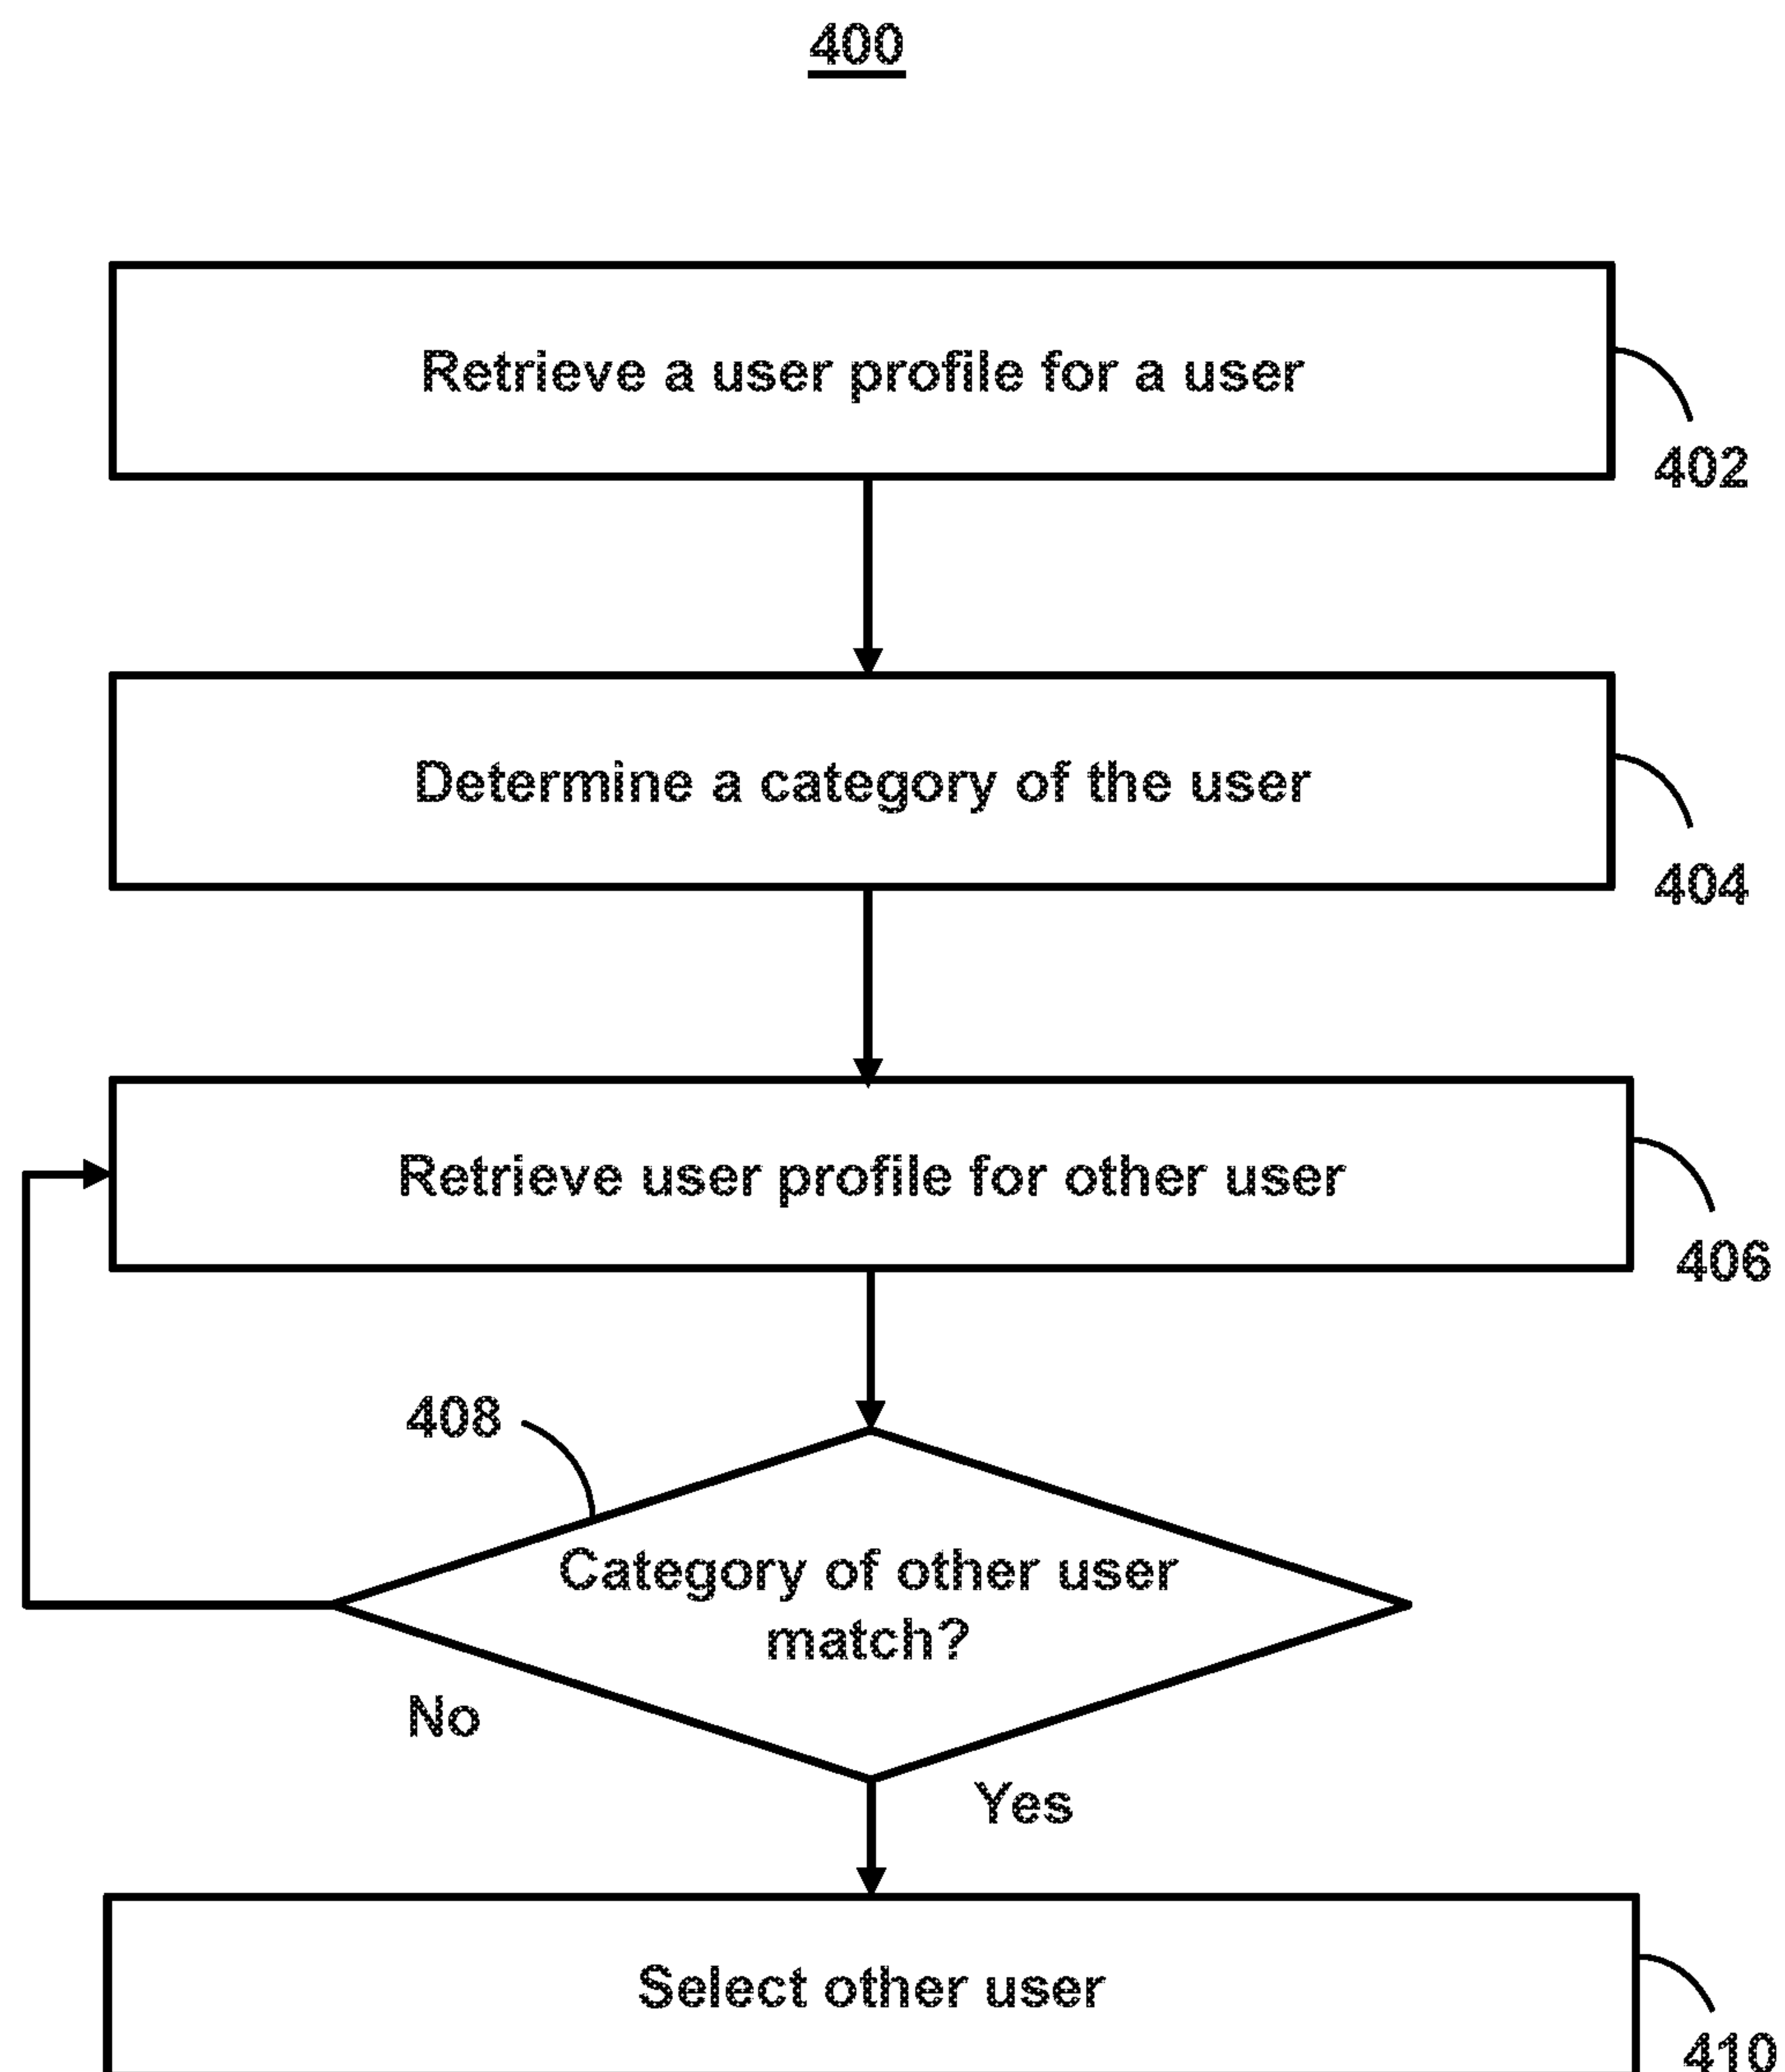 400
Retrieve a user profile for a user
402
Determine a category of the user
404
Retrieve user profile for other user
406
408
Category of other user
match?
No
Yes
Select other user
410